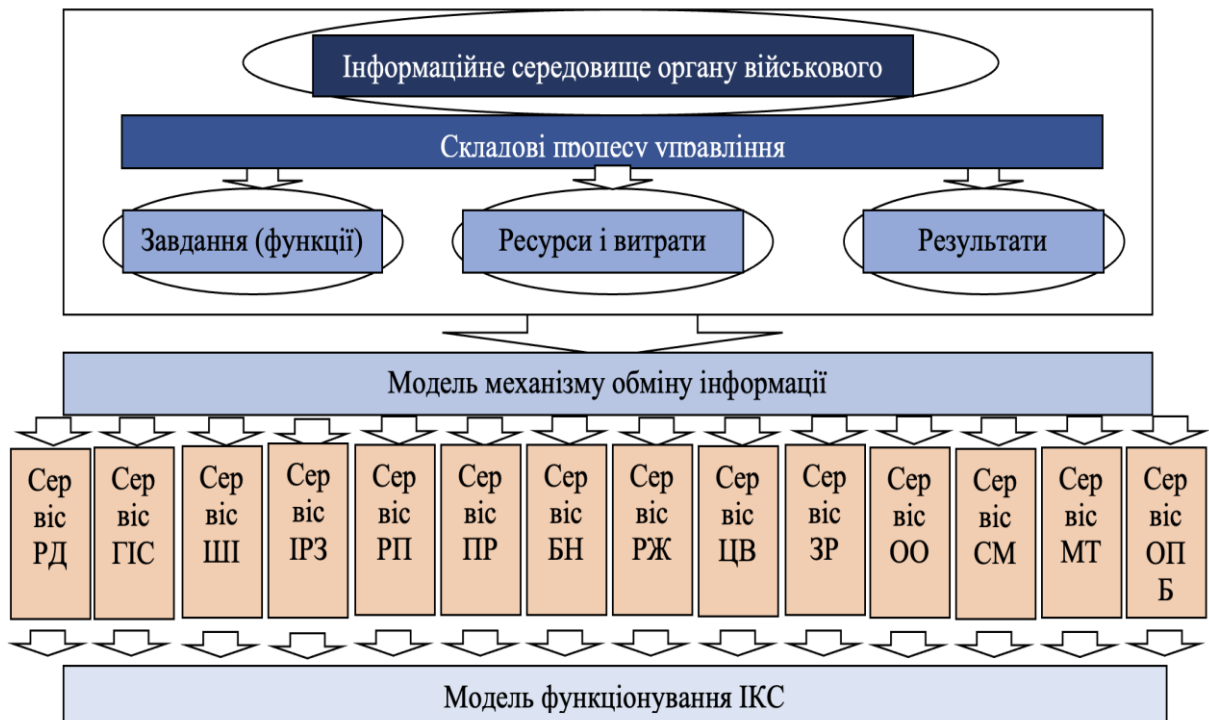 Інформаційне середовище органу військового
Складові процесу управління
Завдання (функції)
Ресурси і витрати
Результати
Модель механізму обміну інформації
Сер
віс
РД
Сер
віс
ГІС
Сер
віс
ШІ
Сер
віс
ІРЗ
Сер
віс
РП
Сер
віс
ПР
Сер
віс
БН
Сер
віс
РЖ
Сер
віс
ЦВ
Сер
віс
ЗР
Сер
віс
ОО
Сер
віс
СМ
Сер
віс
МТ
Сер
віс
ОП
Б
Модель функціонування ІКС